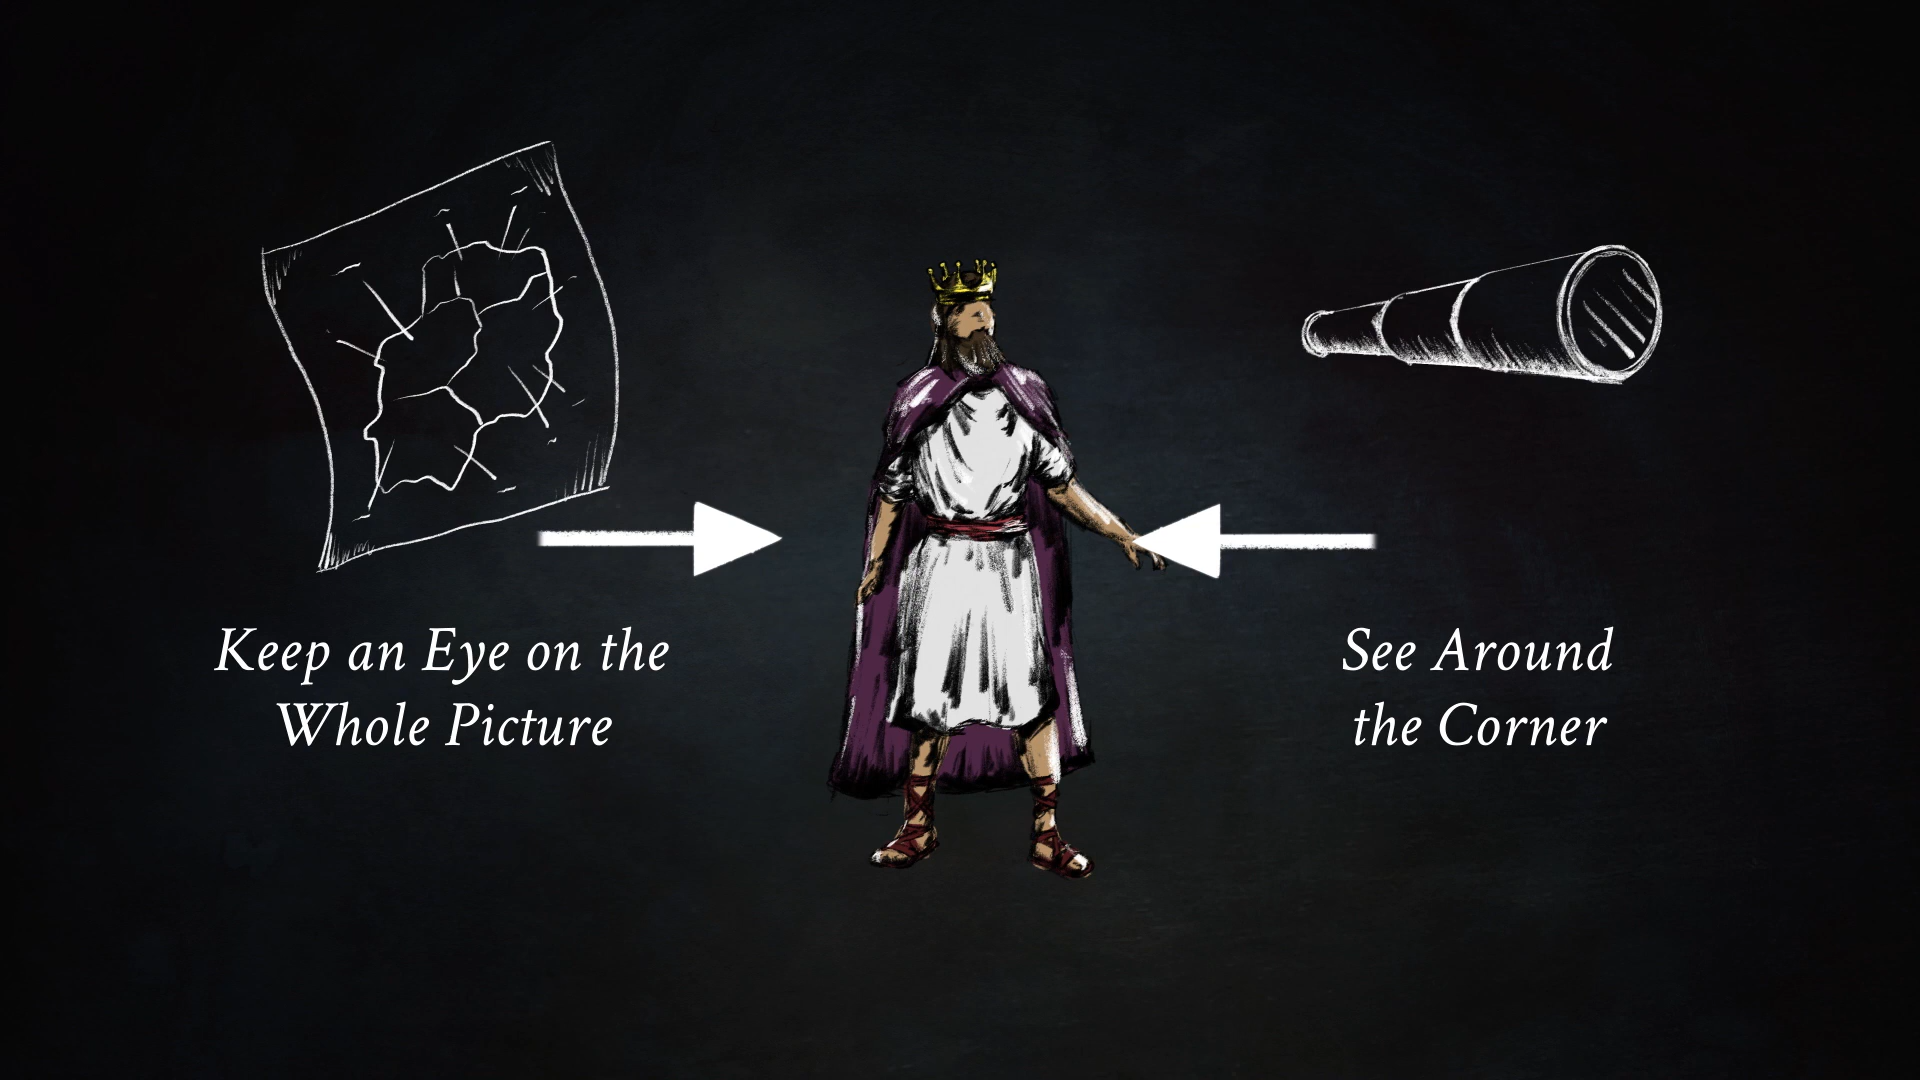 Keep an Eye on the
Whole Picture
See Around
the Corner